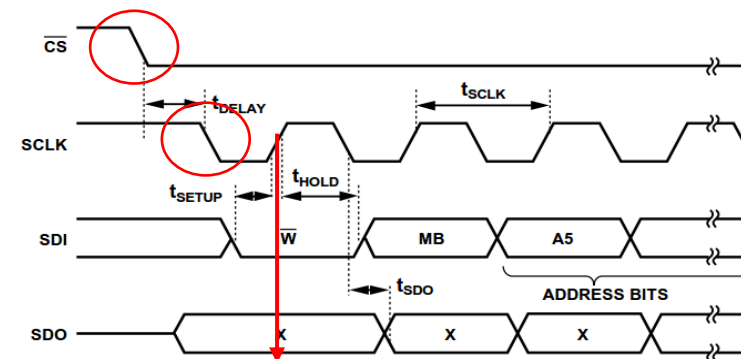 CS
tDELAY
tSCLK
SCLK
tSETUP
tHOLD
SDI
W
MB
A5
tSDO
ADDRESS BITS
SDO
X
X
X